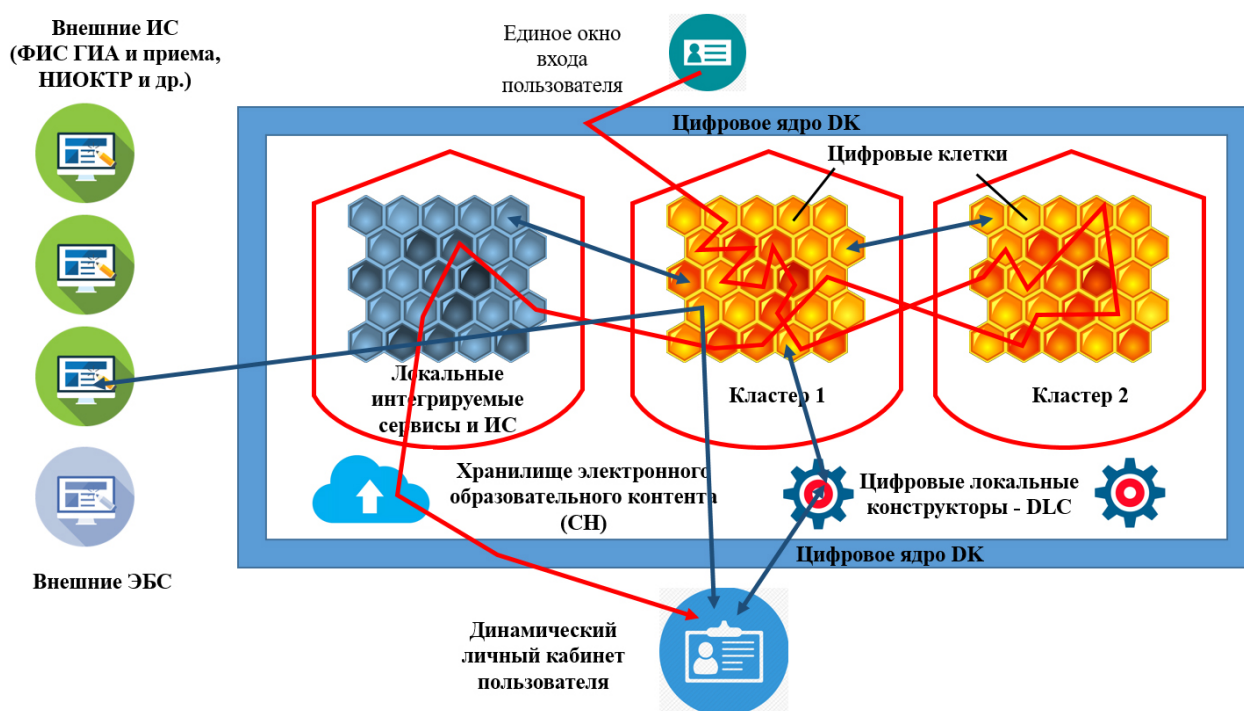 Внешние ИС
(ФИС ГИА и приема,
НИОКТР и др.)
Единое окно
входа
пользователя
Цифровое ядро DK
Цифровые клетки
Локальные
интегрируемые
сервисы и ИС
Кластер 1
Кластер 2
Хранилище электронного
образовательного контента
(СН)
Цифровые локальные
конструкторы - DLC
Цифровое ядро DK
Внешние ЭБС
Динамический
личный кабинет
пользователя